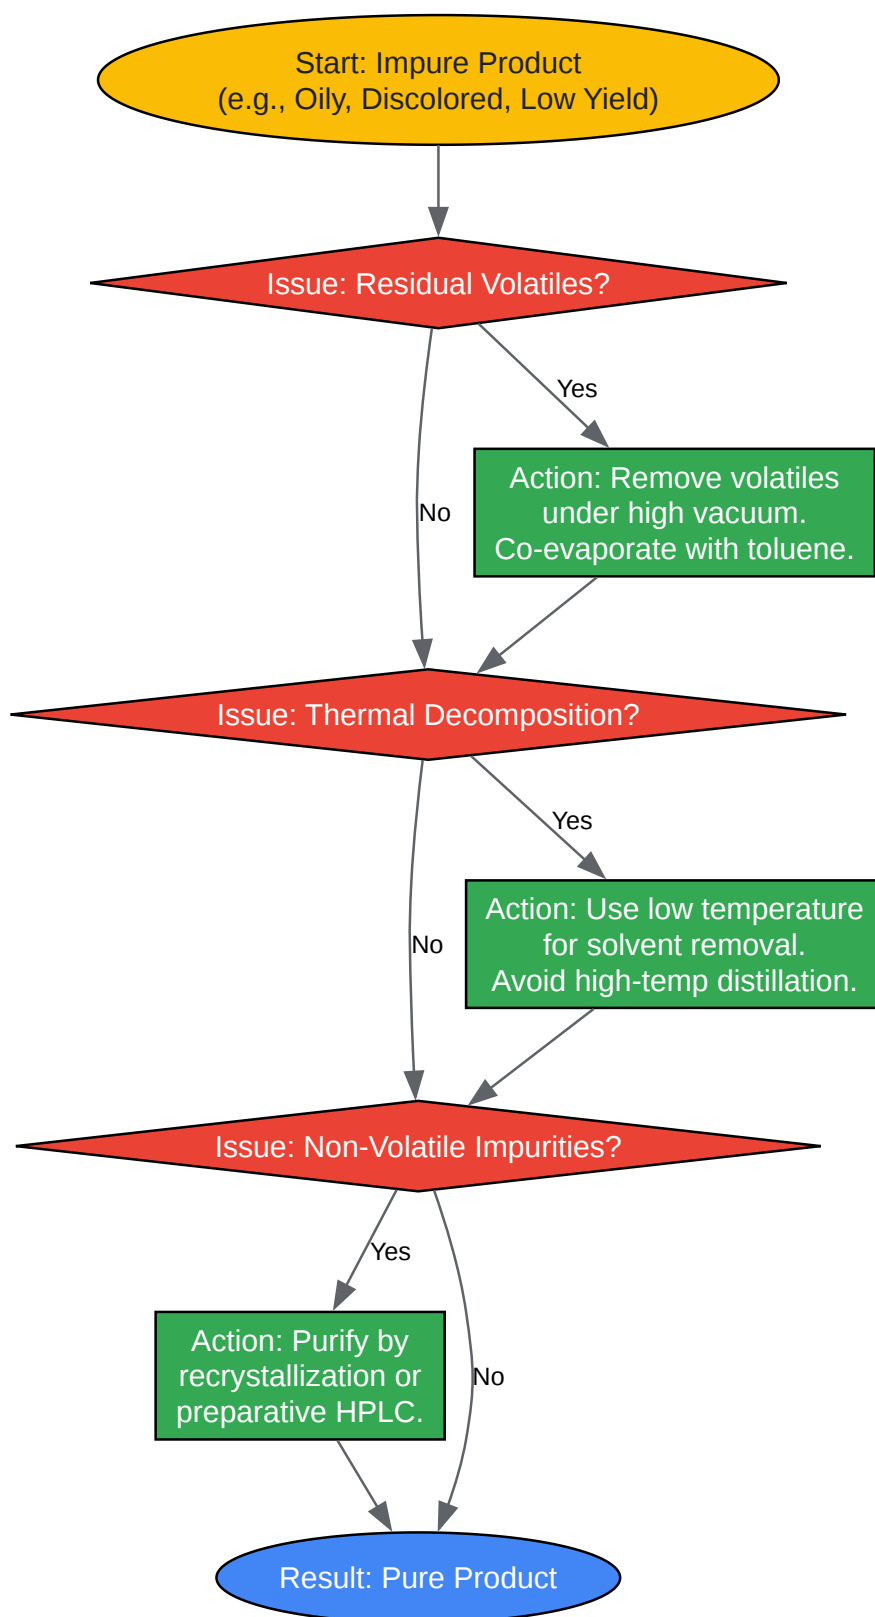 Start: Impure Product
(e.g., Oily, Discolored, Low Yield)
Issue: Residual Volatiles?
Yes
Action: Remove volatiles
under high vacuum.
Co-evaporate with toluene.
No
Issue: Thermal Decomposition?
Yes
Action: Use low temperature
for solvent removal.
Avoid high-temp distillation.
No
Issue: Non-Volatile Impurities?
Yes
Action: Purify by
recrystallization or
preparative HPLC.
No
Result: Pure Product